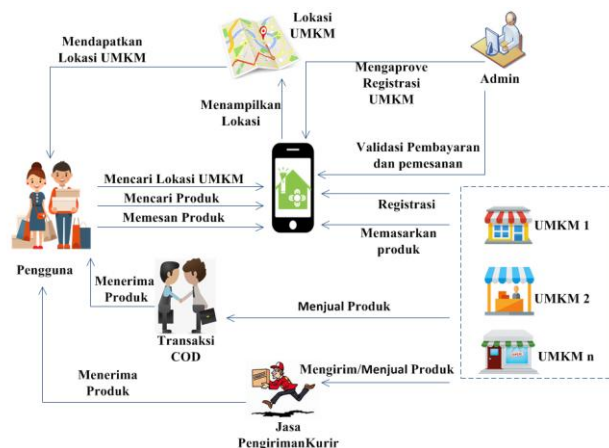 Lokasi
UMKM
Mendapatkan
Lokasi UMKM
Mengaprove
Registrasi
UMKM
Admin
Menampilkan
Lokasi
Validasi Pembayaran
dan pemesanan
Mencari Lokasi UMKM
Mencari Produk
Memesan Produk
Registrasi
Memasarkan
produk
UMKM 1
Pengguna
Menerima
Produk
Menjual Produk
UMKM 2
Transaksi
COD
UMKM n
Menerima
Produk
Mengirim/Menjual Produk
Jasa
PengirimanKurir